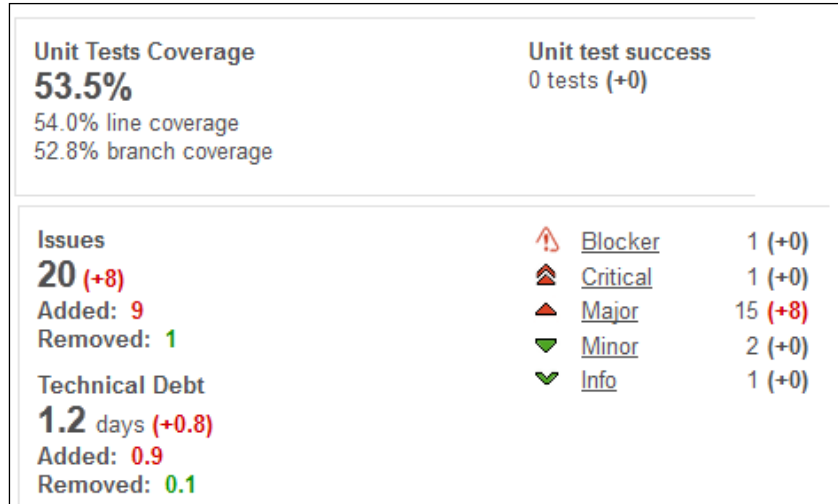 Unit Tests Coverage
53.5%
54.0% line coverage
52.8% branch coverage
Unit test success
0 tests (+0)
Issues
20 (+8)
Added: 9
Removed: 1
Technical Debt
1.2 days (+0.8)
Added: 0.9
Removed: 0.1
Blocker 1 (+0)
Critical 1 (+0)
Major 15 (+8)
Minor 2 (+0)
Info 1 (+0)